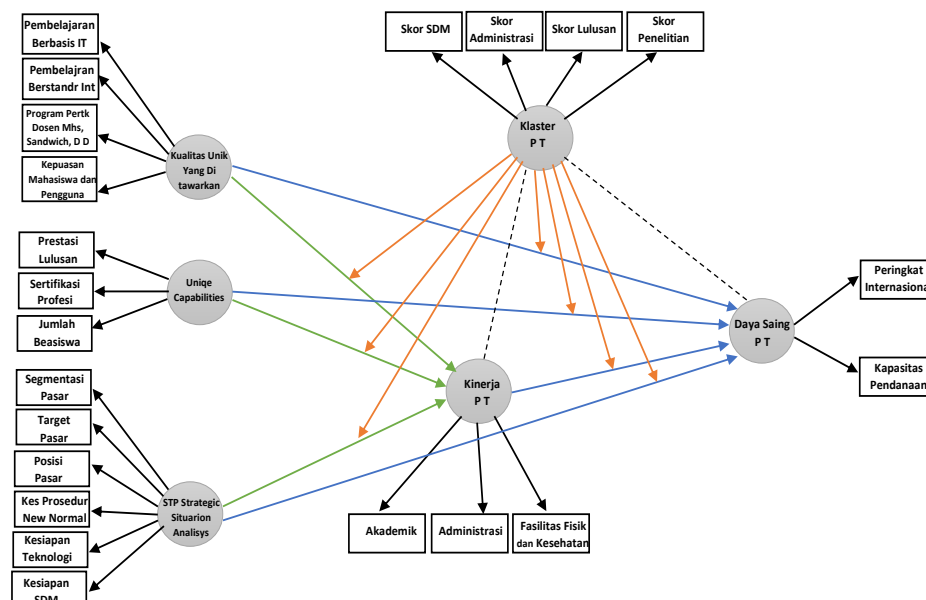 Pembelajaran
Berbasis IT
Pembelajran
Berstandr Int
Program Pertk
Dosen Mhs,
Sandwich, D D
Kepuasan
Mahasiswa dan
Pengguna
Kualitas Unik
Yang Di
tawarkan
Prestasi
Lulusan
Sertifikasi
Profesi
Jumlah
Beasiswa
Uniqe
Capabilities
Segmentasi
Pasar
Target
Pasar
Posisi
Pasar
Kes Prosedur
New Normal
Kesiapan
Teknologi
Kesiapan
SDM
STP Strategic
Situarion
Analisys
Skor SDM
Skor
Administrasi
Skor Lulusan
Skor
Penelitian
Klaster
P T
Kinerja
P T
Akademik
Administrasi
Fasilitas Fisik
dan Kesehatan
Daya Saing
P T
Peringkat
Internasiona
Kapasitas
Pendanaan